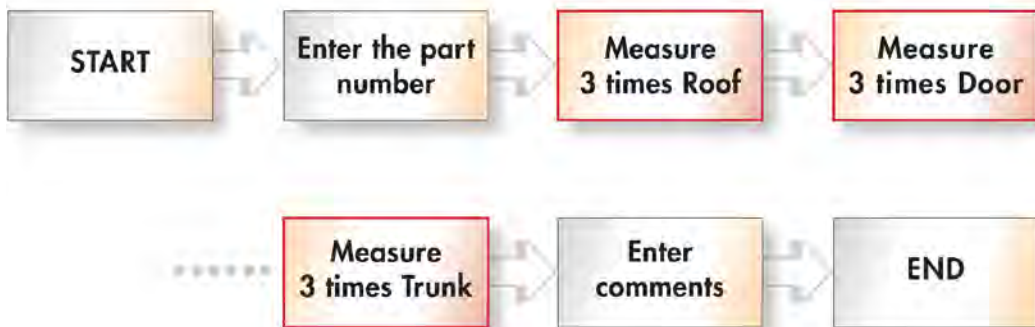 START
Enter the part
number
Measure
3 times Roof
Measure
3 times Door
Measure
3 times Trunk
Enter
comments
END